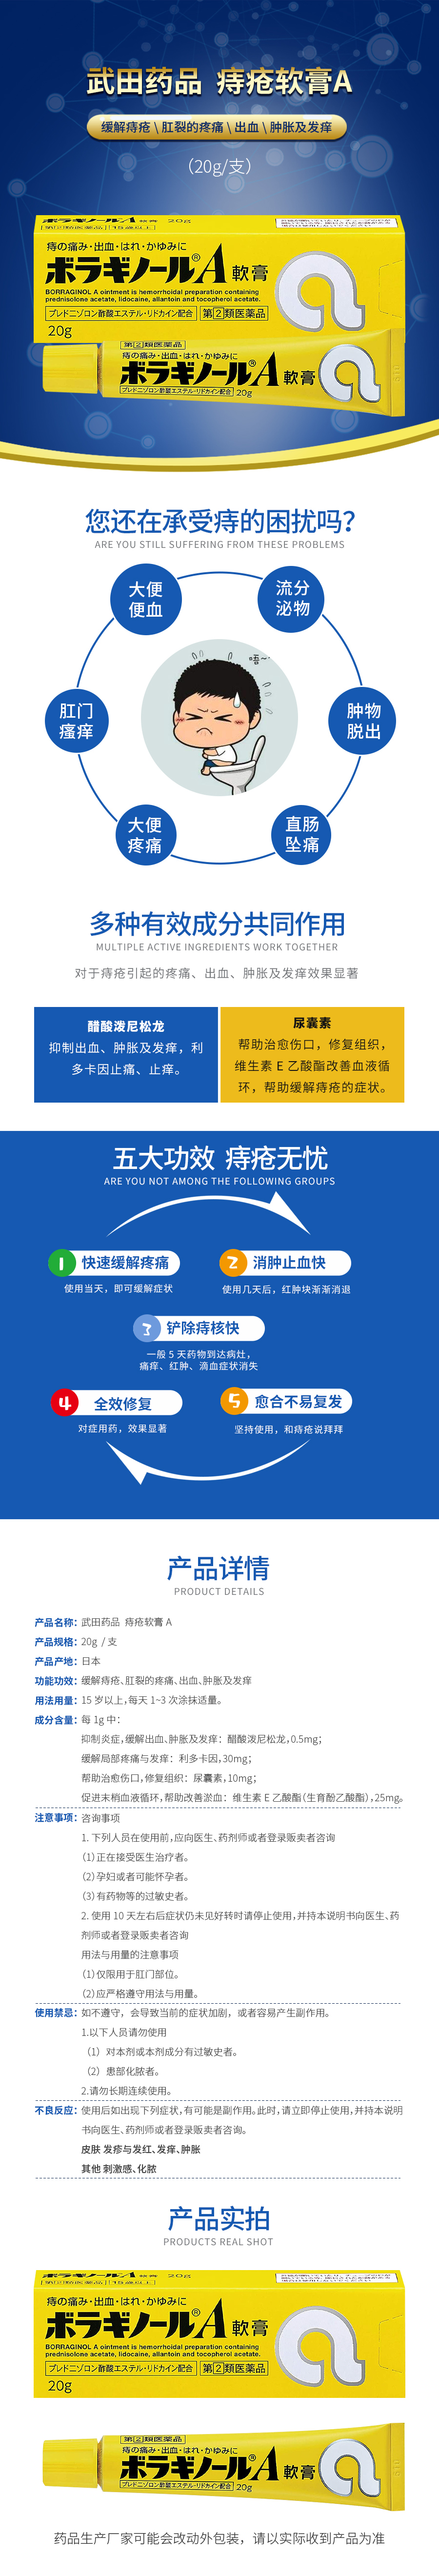 武田药品 痔疮软膏A
缓解痔疮 \ 肛裂的疼痛 \ 出血 \ 肿胀及发痒
（20g/支）
ボラギノールA 軟膏 20g
痔の痛み・出血・はれ・かゆみに
ボラギノール®A 軟膏
BORRAGINOL A ointment is hemorrhoidal preparation containing
prednisolone acetate, lidocaine, allantoin and tocopherol acetate.
プレドニゾロン酢酸エステル・リドカイン配合 第②類医薬品
20g
第②類医薬品
痔の痛み・出血・はれ・かゆみに
ボラギノール®A 軟膏
プレドニゾロン酢酸エステル・リドカイン配合 20g
您还在承受痔的困扰吗?
ARE YOU STILL SUFFERING FROM THESE PROBLEMS
大便
便血
流分
泌物
唔~
肛门
瘙痒
肿物
脱出
大便
疼痛
直肠
坠痛
多种有效成分共同作用
MULTIPLE ACTIVE INGREDIENTS WORK TOGETHER
对于痔疮引起的疼痛、出血、肿胀及发痒效果显著
醋酸泼尼松龙
抑制出血、肿胀及发痒，利
多卡因止痛、止痒。
尿囊素
帮助治愈伤口，修复组织，
维生素 E 乙酸酯改善血液循
环，帮助缓解痔疮的症状。
五大功效 痔疮无忧
ARE YOU NOT AMONG THE FOLLOWING GROUPS
1 快速缓解疼痛
使用当天，即可缓解症状
2 消肿止血快
使用几天后，红肿块渐渐消退
3 铲除痔核快
一般 5 天药物到达病灶，
痛痒、红肿、滴血症状消失
4 全效修复
对症用药，效果显著
5 愈合不易复发
坚持使用，和痔疮说拜拜
产品详情
PRODUCT DETAILS
产品名称：武田药品 痔疮软膏 A
产品规格：20g / 支
产品产地：日本
功能功效：缓解痔疮、肛裂的疼痛、出血、肿胀及发痒
用法用量：15 岁以上，每天 1~3 次涂抹适量。
成分含量：每 1g 中：
抑制炎症，缓解出血、肿胀及发痒：醋酸泼尼松龙，0.5mg；
缓解局部疼痛与发痒：利多卡因，30mg；
帮助治愈伤口，修复组织：尿囊素，10mg；
促进末梢血液循环，帮助改善淤血：维生素 E 乙酸酯（生育酚乙酸酯），25mg。
注意事项：咨询事项
1. 下列人员在使用前，应向医生、药剂师或者登录贩卖者咨询
（1）正在接受医生治疗者。
（2）孕妇或者可能怀孕者。
（3）有药物等的过敏史者。
2. 使用 10 天左右后症状仍未见好转时请停止使用，并持本说明书向医生、药
剂师或者登录贩卖者咨询
用法与用量的注意事项
（1）仅限用于肛门部位。
（2）应严格遵守用法与用量。
使用禁忌：如不遵守，会导致当前的症状加剧，或者容易产生副作用。
1.以下人员请勿使用
（1）对本剂或本剂成分有过敏史者。
（2）患部化脓者。
2.请勿长期连续使用。
不良反应：使用后如出现下列症状，有可能是副作用。此时，请立即停止使用，并持本说明
书向医生、药剂师或者登录贩卖者咨询。
皮肤 发疹与发红、发痒、肿胀
其他 刺激感、化脓
产品实拍
PRODUCTS REAL SHOT
ボラギノールA 軟膏 20g
痔の痛み・出血・はれ・かゆみに
ボラギノール®A 軟膏
BORRAGINOL A ointment is hemorrhoidal preparation containing
prednisolone acetate, lidocaine, allantoin and tocopherol acetate.
プレドニゾロン酢酸エステル・リドカイン配合 第②類医薬品
20g
第②類医薬品
痔の痛み・出血・はれ・かゆみに
ボラギノール®A 軟膏
プレドニゾロン酢酸エステル・リドカイン配合 20g
药品生产厂家可能会改动外包装，请以实际收到产品为准